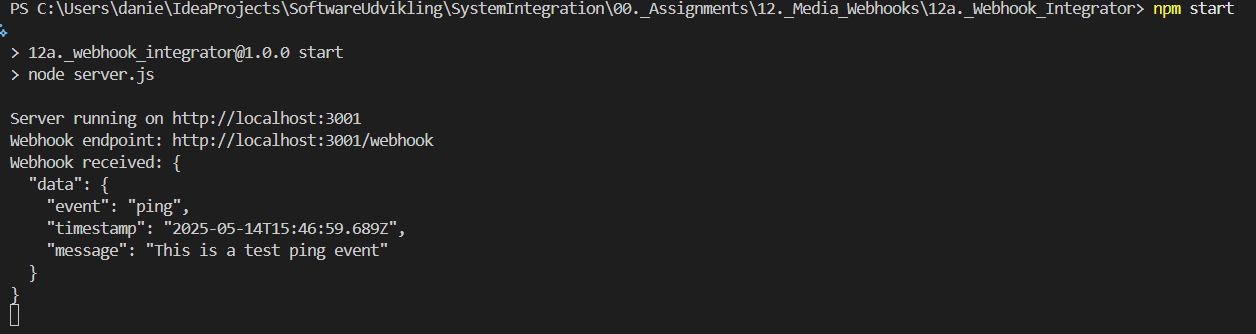 PS C:\Users\danie\IdeaProjects\SoftwareUdvikling\SystemIntegration\00._Assignments\12._Media_Webhooks\12a._Webhook_Integrator> npm start
> 12a._webhook_integrator@1.0.0 start
> node server.js
Server running on http://localhost:3001
Webhook endpoint: http://localhost:3001/webhook
Webhook received: {
  "data": {
    "event": "ping",
    "timestamp": "2025-05-14T15:46:59.689Z",
    "message": "This is a test ping event"
  }
}